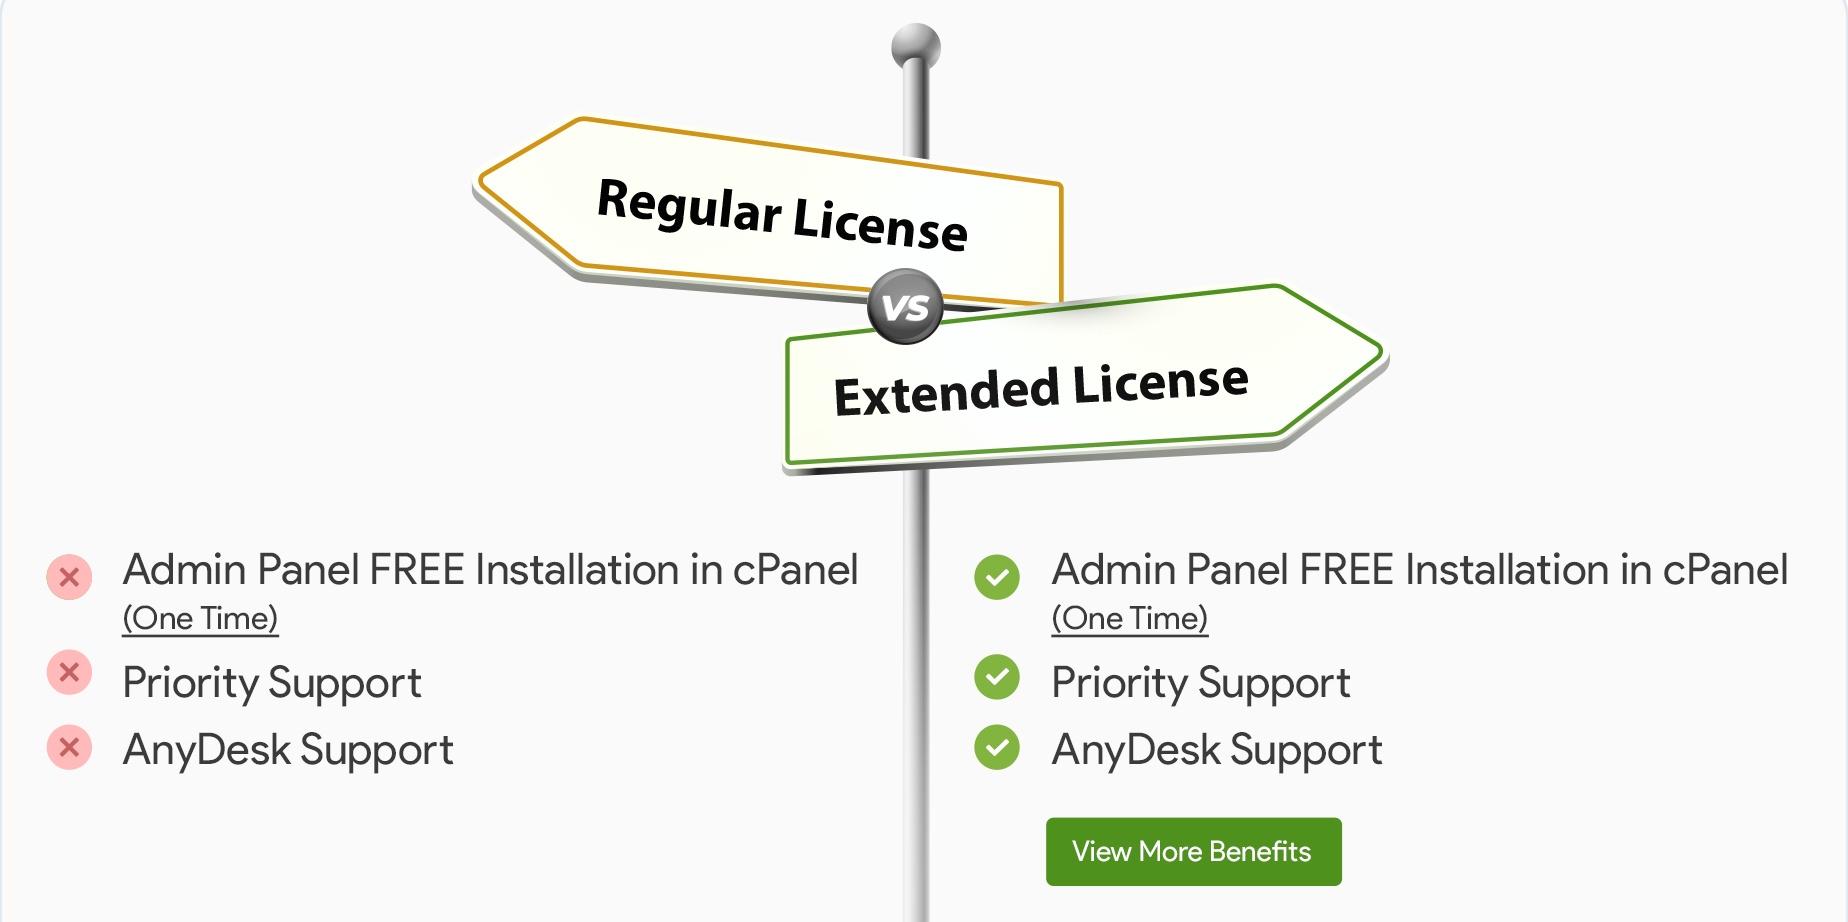 Regular License
VS
Extended License
Admin Panel FREE Installation in cPanel
(One Time)
Priority Support
AnyDesk Support
Admin Panel FREE Installation in cPanel
(One Time)
Priority Support
AnyDesk Support
View More Benefits